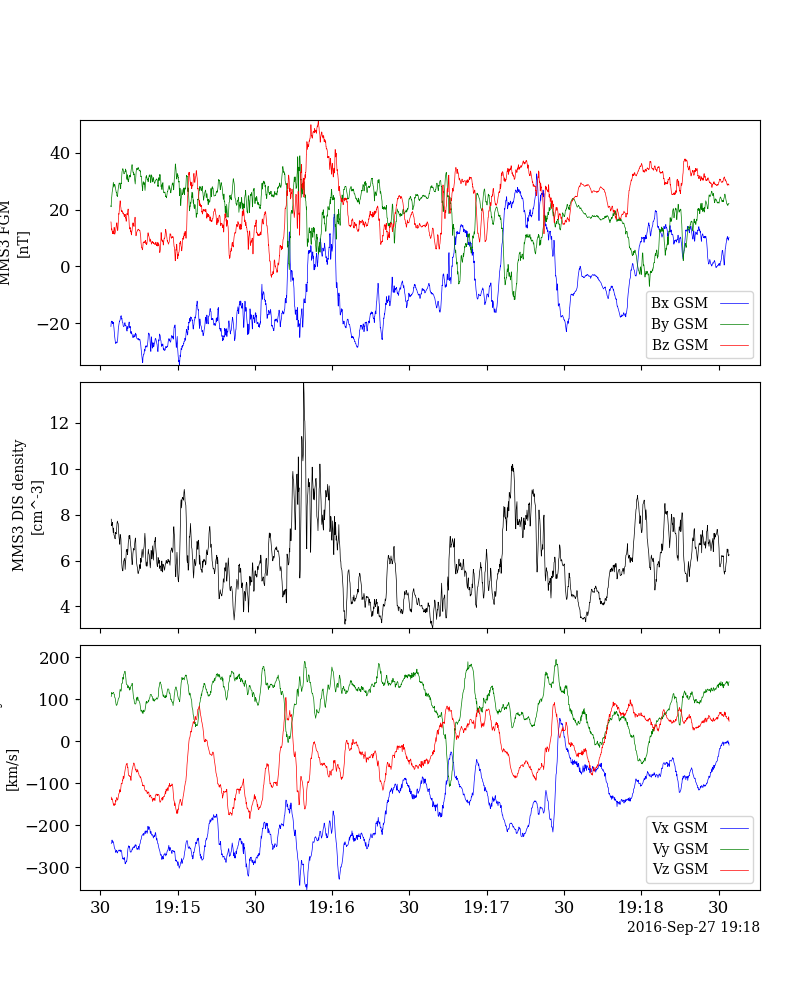 40
20
0
−20
MMS3 FGM
[nT]
Bx GSM
By GSM
Bz GSM
12
10
8
6
4
MMS3 DIS density
[cm^-3]
200
100
0
−100
−200
−300
[km/s]
Vx GSM
Vy GSM
Vz GSM
30 19:15 30 19:16 30 19:17 30 19:18 30
2016-Sep-27 19:18